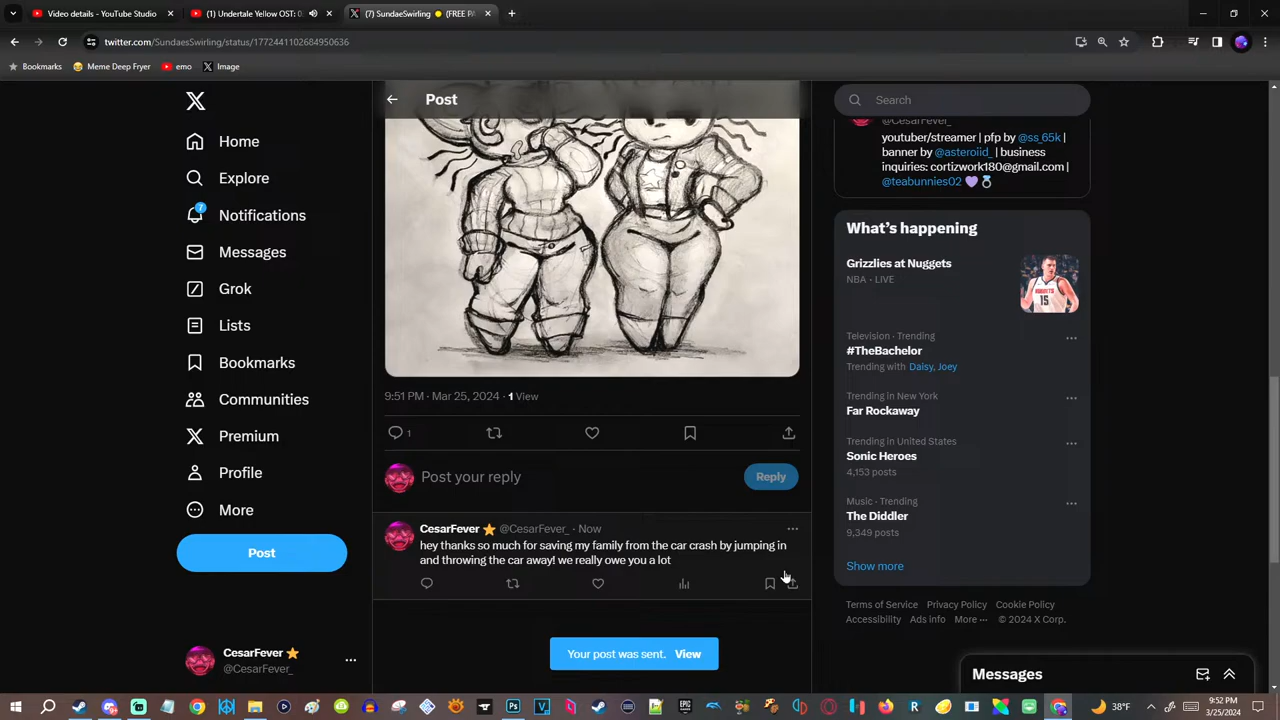 Video details - YouTube Studio
(1) Undertale Yellow OST: 0
(7) SundaeSwirling (FREE PA
twitter.com/SundaesSwirling/status/1772441102684950636
Bookmarks
Meme Deep Fryer
emo
Image
Home
Explore
7
Notifications
Messages
Grok
Lists
Bookmarks
Communities
Premium
Profile
More
Post
CesarFever
@CesarFever_
Post
9:51 PM · Mar 25, 2024 · 1 View
1
Post your reply
Reply
CesarFever @CesarFever_ · Now
hey thanks so much for saving my family from the car crash by jumping in
and throwing the car away! we really owe you a lot
Your post was sent. View
Search
@CesarFever_
youtuber/streamer | pfp by @ss_65k |
banner by @asteroiid_ | business
inquiries: cortizwork180@gmail.com |
@teabunnies02
What's happening
Grizzlies at Nuggets
NBA · LIVE
Television · Trending
#TheBachelor
Trending with Daisy, Joey
Trending in New York
Far Rockaway
Trending in United States
Sonic Heroes
4,153 posts
Music · Trending
The Diddler
9,349 posts
Show more
Terms of Service Privacy Policy Cookie Policy
Accessibility Ads info More ··· © 2024 X Corp.
Messages
38°F
9:52 PM
3/25/2024